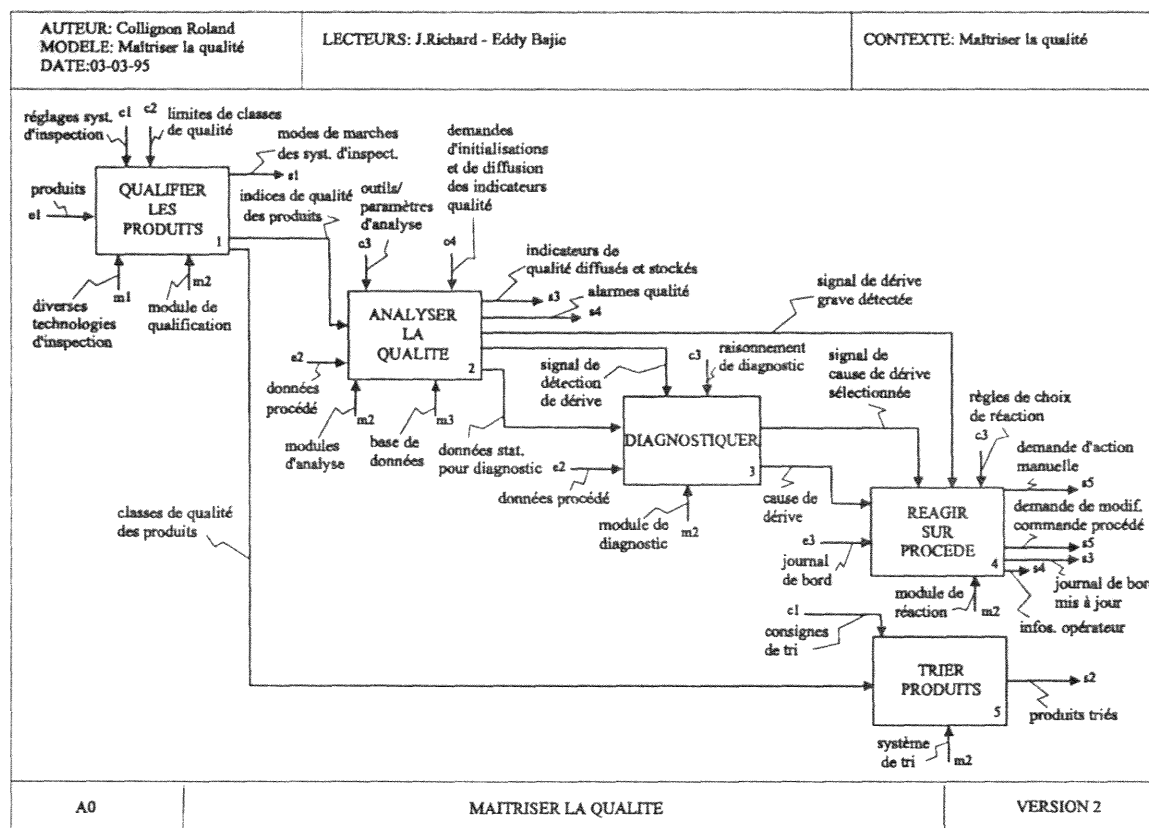 AUTEUR: Collignon Roland
MODELE: Maîtriser la qualité
DATE:03-03-95
LECTEURS: J.Richard - Eddy Bajic
CONTEXTE: Maîtriser la qualité
réglages syst.
d'inspection
c1
c2
limites de classes
de qualité
modes de marches
des syst. d'inspect.
s1
produits
e1
QUALIFIER
LES
PRODUITS
1
indices de qualité
des produits
m1
m2
diverses
technologies
d'inspection
module de
qualification
outils/
paramètres
d'analyse
c3
demandes
d'initialisations
et de diffusion
des indicateurs
qualité
c4
indicateurs de
qualité diffusés et stockés
s3
alarmes qualité
s4
ANALYSER
LA
QUALITE
2
e2
données
procédé
m2
m3
modules
d'analyse
base de
données
données stat.
pour diagnostic
signal de
détection
de dérive
c3
raisonnement
de diagnostic
signal de dérive
grave détectée
signal de
cause de dérive
sélectionnée
DIAGNOSTIQUER
3
e2
données procédé
module de
diagnostic
m2
cause de
dérive
règles de choix
de réaction
c3
demande d'action
manuelle
s5
demande de modif.
commande procédé
s5
s3
s4
REAGIR
SUR
PROCEDE
4
e3
journal
de bord
module de
réaction
m2
journal de bor
mis à jour
infos. opérateur
classes de qualité
des produits
c1
consignes
de tri
TRIER
PRODUITS
5
s2
produits triés
système
de tri
m2
A0
MAITRISER LA QUALITE
VERSION 2